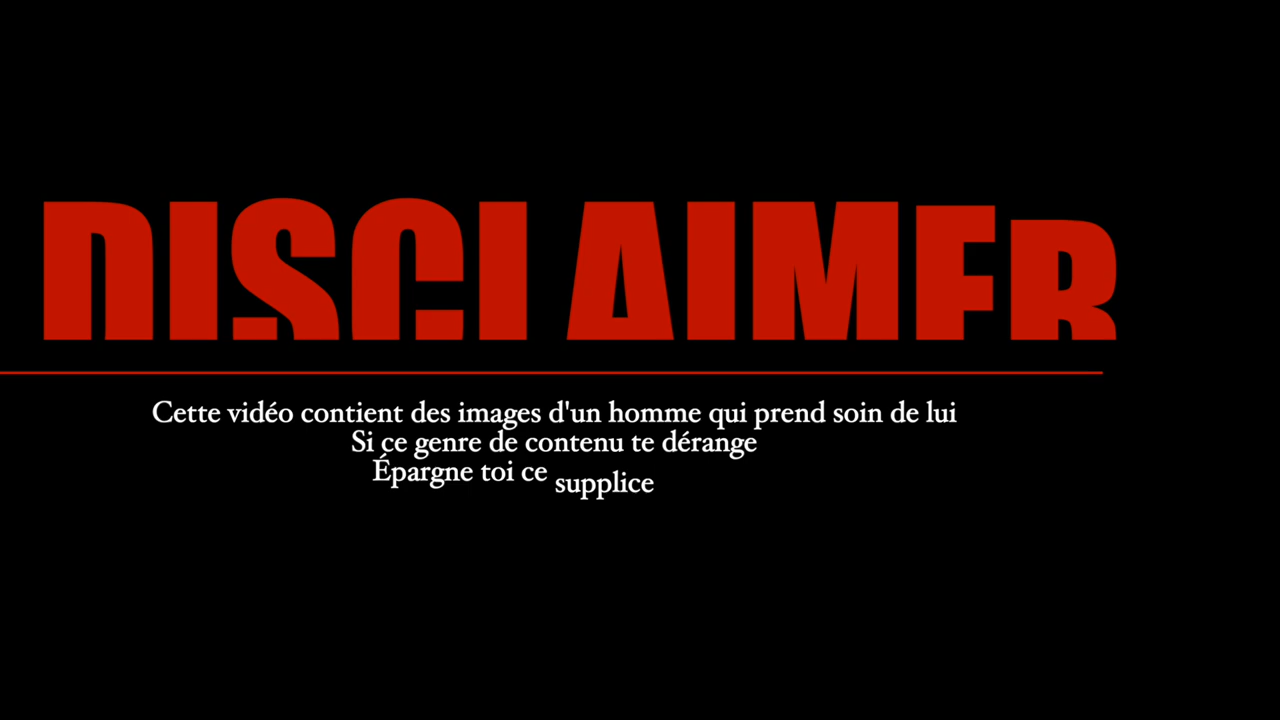 DISCLAIMER
Cette vidéo contient des images d'un homme qui prend soin de lui
Si ce genre de contenu te dérange
Épargne toi ce supplice